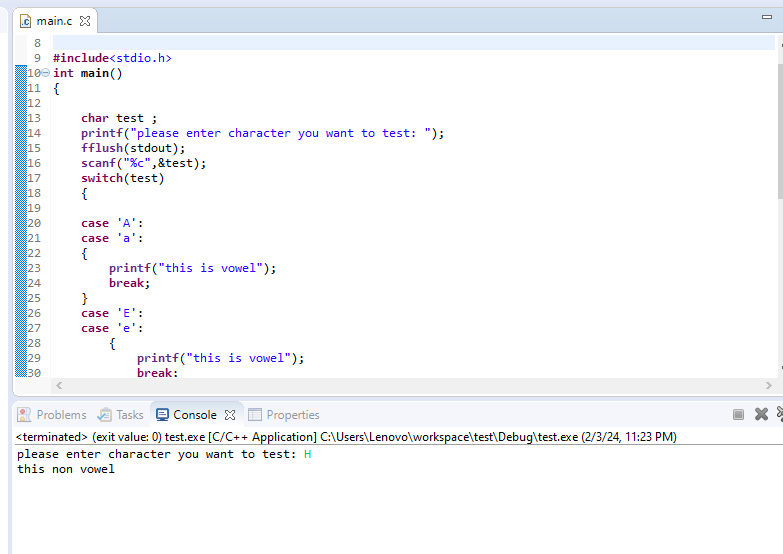 main.c
8
9 #include<stdio.h>
10 int main()
11 {
12
13 char test ;
14 printf("please enter character you want to test: ");
15 fflush(stdout);
16 scanf("%c",&test);
17 switch(test)
18 {
19
20 case 'A':
21 case 'a':
22 {
23 printf("this is vowel");
24 break;
25 }
26 case 'E':
27 case 'e':
28 {
29 printf("this is vowel");
30 break;
Problems Tasks Console Properties
<terminated> (exit value: 0) test.exe [C/C++ Application] C:\Users\Lenovo\workspace\test\Debug\test.exe (2/3/24, 11:23 PM)
please enter character you want to test: H
this non vowel